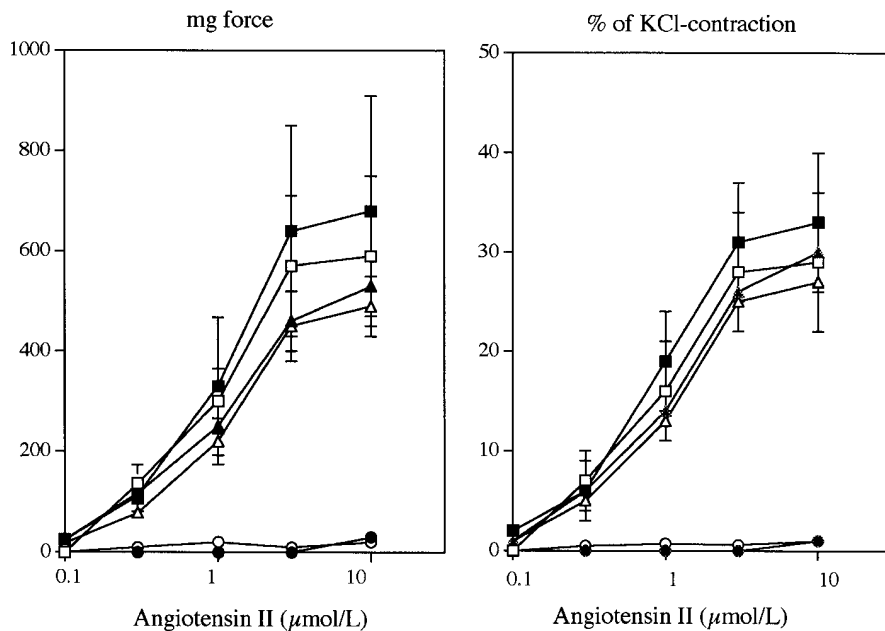 mg force
1000
800
600
400
200
0
0.1 1 10
Angiotensin II (µmol/L)
% of KCl-contraction
50
40
30
20
10
0
0.1 1 10
Angiotensin II (µmol/L)